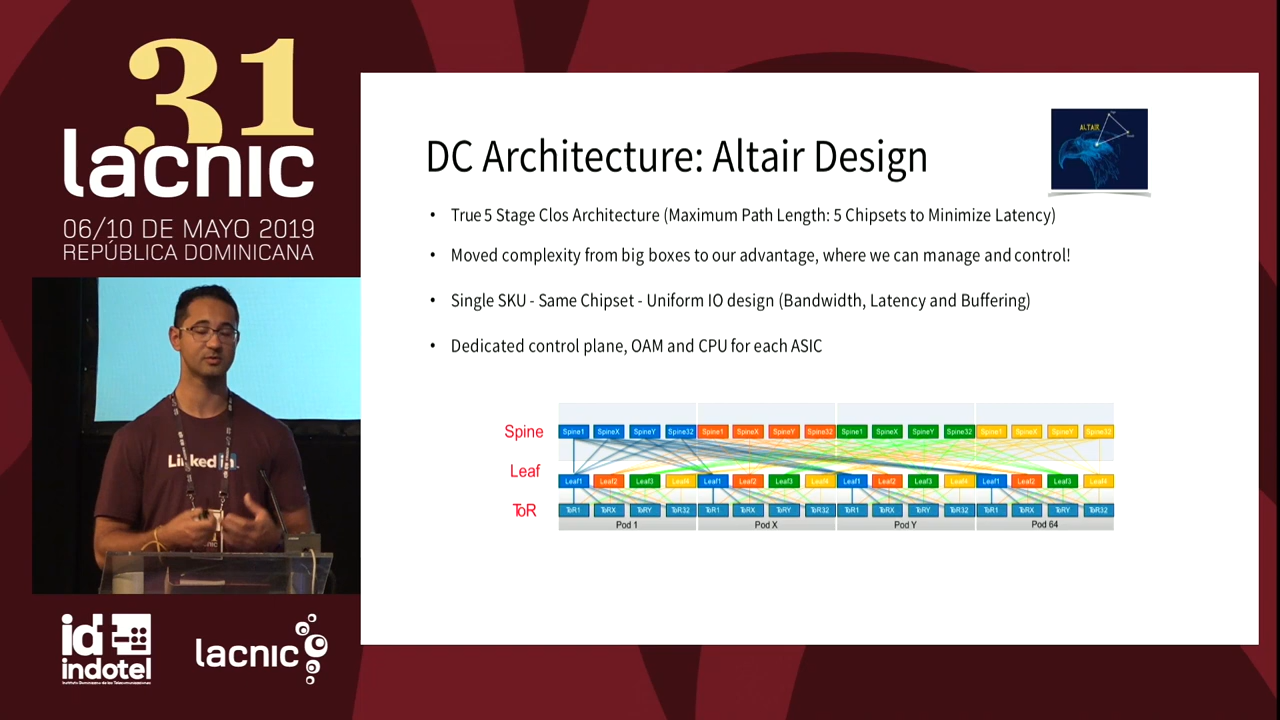 31
lacnic
06/10 DE MAYO 2019
REPÚBLICA DOMINICANA
DC Architecture: Altair Design
ALTAIR
• True 5 Stage Clos Architecture (Maximum Path Length: 5 Chipsets to Minimize Latency)
• Moved complexity from big boxes to our advantage, where we can manage and control!
• Single SKU - Same Chipset - Uniform IO design (Bandwidth, Latency and Buffering)
• Dedicated control plane, OAM and CPU for each ASIC
Spine Spine1 SpineX SpineY Spine32 Spine1 SpineX SpineY Spine32 Spine1 SpineX SpineY Spine32 Spine1 SpineX SpineY Spine32
Leaf Leaf1 Leaf2 Leaf3 Leaf4 Leaf1 Leaf2 Leaf3 Leaf4 Leaf1 Leaf2 Leaf3 Leaf4 Leaf1 Leaf2 Leaf3 Leaf4
ToR ToR1 ToRX ToRY ToR32 ToR1 ToRX ToRY ToR32 ToR1 ToRX ToRY ToR32 ToR1 ToRX ToRY ToR32
Pod 1 Pod X Pod Y Pod 64
LinkedIn
id
indotel
lacnic